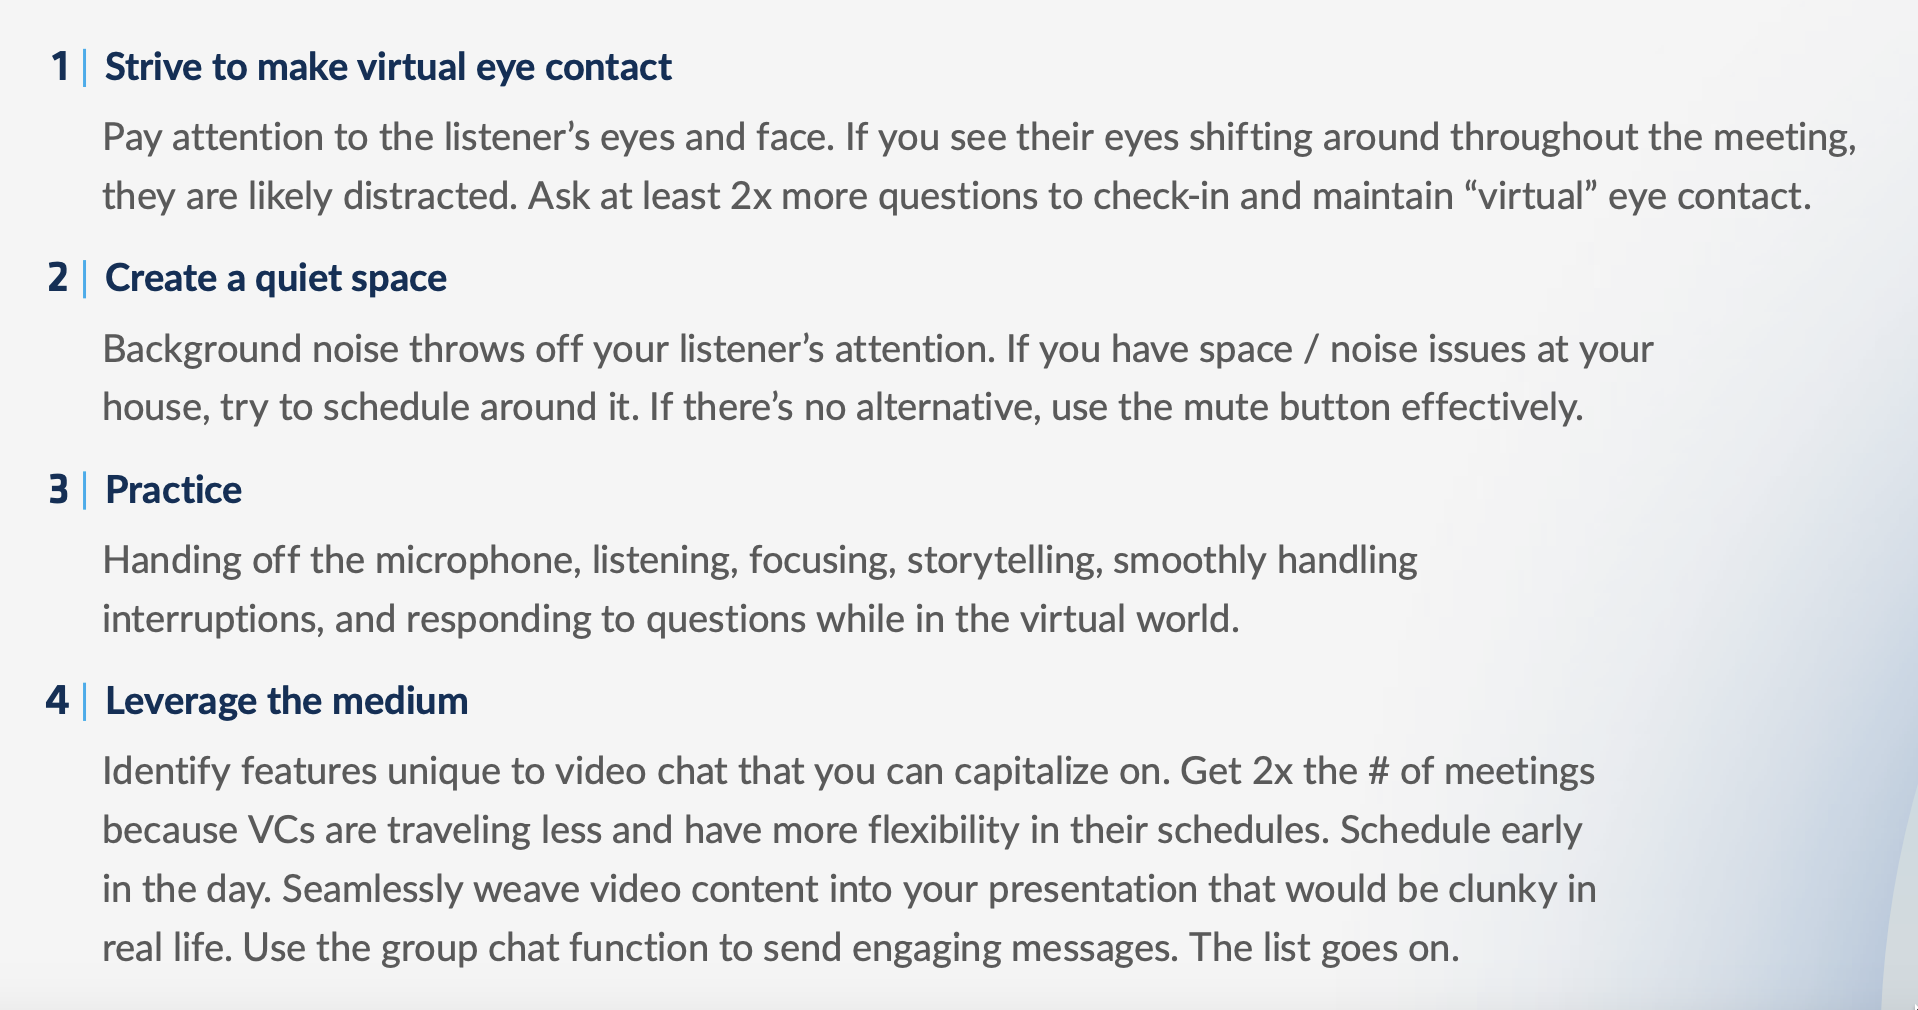 1 | Strive to make virtual eye contact
Pay attention to the listener’s eyes and face. If you see their eyes shifting around throughout the meeting,
they are likely distracted. Ask at least 2x more questions to check-in and maintain “virtual” eye contact.
2 | Create a quiet space
Background noise throws off your listener’s attention. If you have space / noise issues at your
house, try to schedule around it. If there’s no alternative, use the mute button effectively.
3 | Practice
Handing off the microphone, listening, focusing, storytelling, smoothly handling
interruptions, and responding to questions while in the virtual world.
4 | Leverage the medium
Identify features unique to video chat that you can capitalize on. Get 2x the # of meetings
because VCs are traveling less and have more flexibility in their schedules. Schedule early
in the day. Seamlessly weave video content into your presentation that would be clunky in
real life. Use the group chat function to send engaging messages. The list goes on.